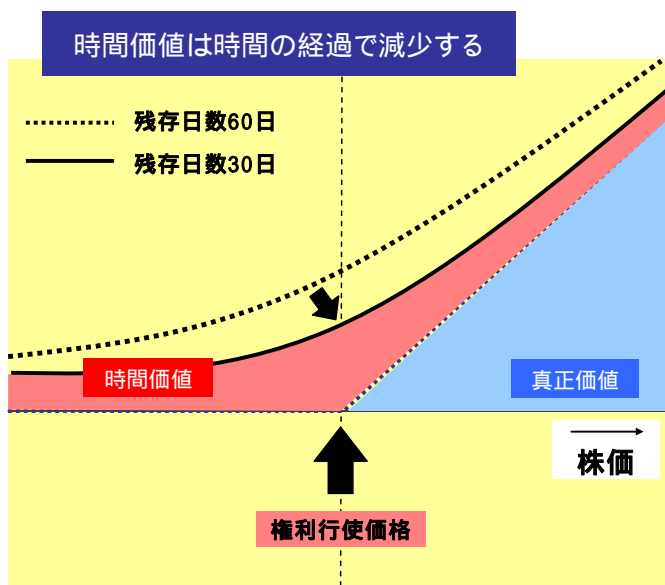 時間価値は時間の経過で減少する
残存日数60日
残存日数30日
時間価値
真正価値
株価
権利行使価格